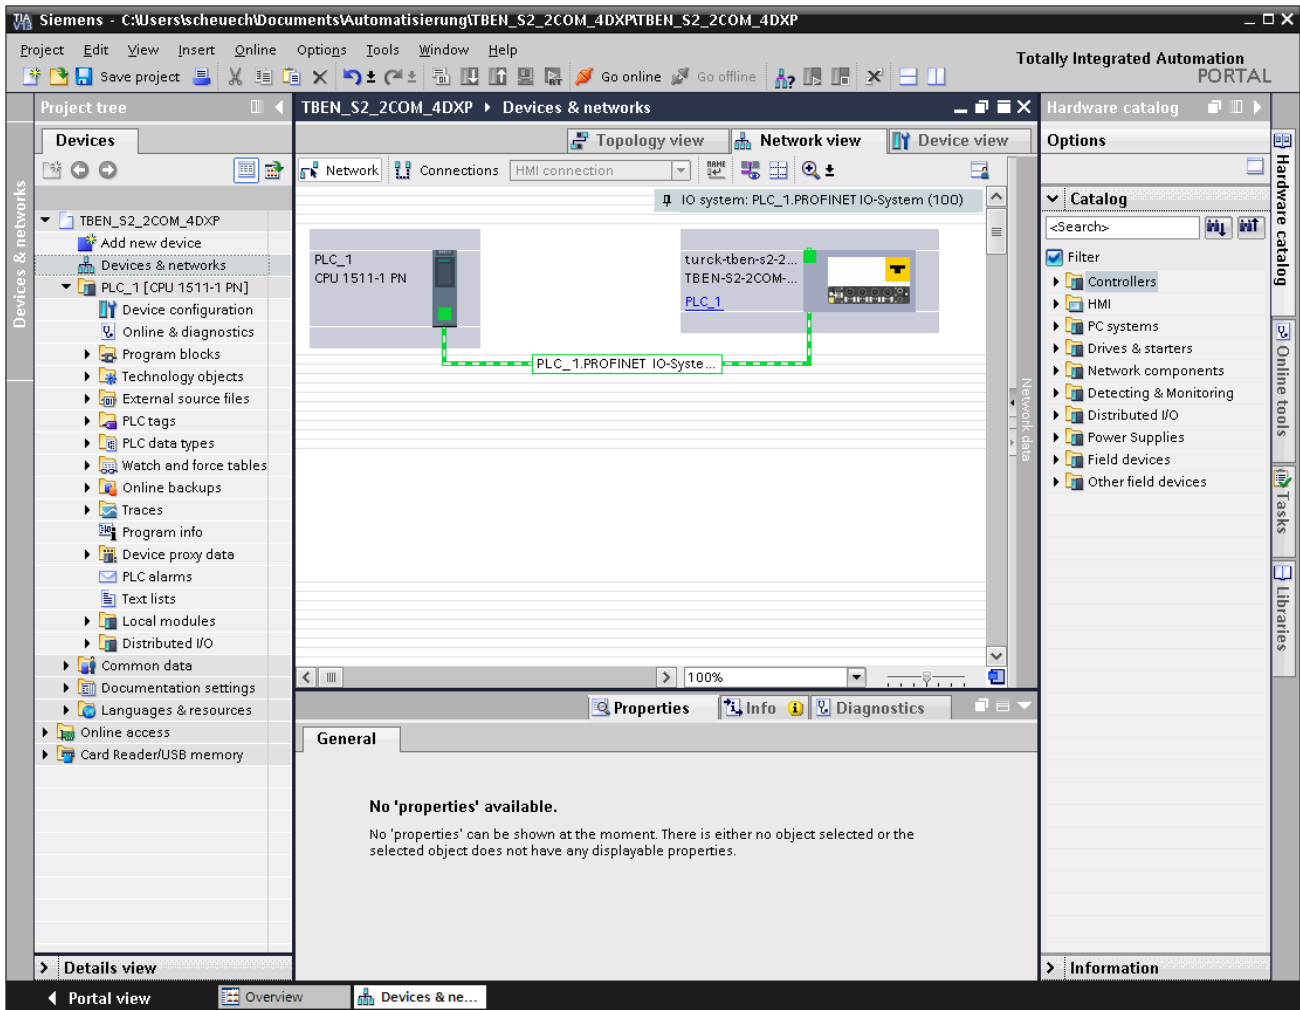 TIA V13 Siemens - C:\Users\scheuech\Documents\Automatisierung\TBEN_S2_2COM_4DXP\TBEN_S2_2COM_4DXP
Project Edit View Insert Online Options Tools Window Help
Totally Integrated Automation
PORTAL
Save project Go online Go offline
Project tree
TBEN_S2_2COM_4DXP Devices & networks
Hardware catalog
Devices
Topology view Network view Device view
Options
Network Connections HMI connection
IO system: PLC_1.PROFINET IO-System (100)
Catalog
<Search>
Filter
Controllers
HMI
PC systems
Drives & starters
Network components
Detecting & Monitoring
Distributed I/O
Power Supplies
Field devices
Other field devices
TBEN_S2_2COM_4DXP
Add new device
Devices & networks
PLC_1 [CPU 1511-1 PN]
Device configuration
Online & diagnostics
Program blocks
Technology objects
External source files
PLC tags
PLC data types
Watch and force tables
Online backups
Traces
Program info
Device proxy data
PLC alarms
Text lists
Local modules
Distributed I/O
Common data
Documentation settings
Languages & resources
Online access
Card Reader/USB memory
PLC_1
CPU 1511-1 PN
turck-tben-s2-2...
TBEN-S2-2COM-...
PLC_1
PLC_1.PROFINET IO-Syste...
Network data
100%
Properties Info Diagnostics
General
No 'properties' available.
No 'properties' can be shown at the moment. There is either no object selected or the
selected object does not have any displayable properties.
Devices & networks
Hardware catalog
Online tools
Tasks
Libraries
Details view
Information
Portal view Overview Devices & ne...